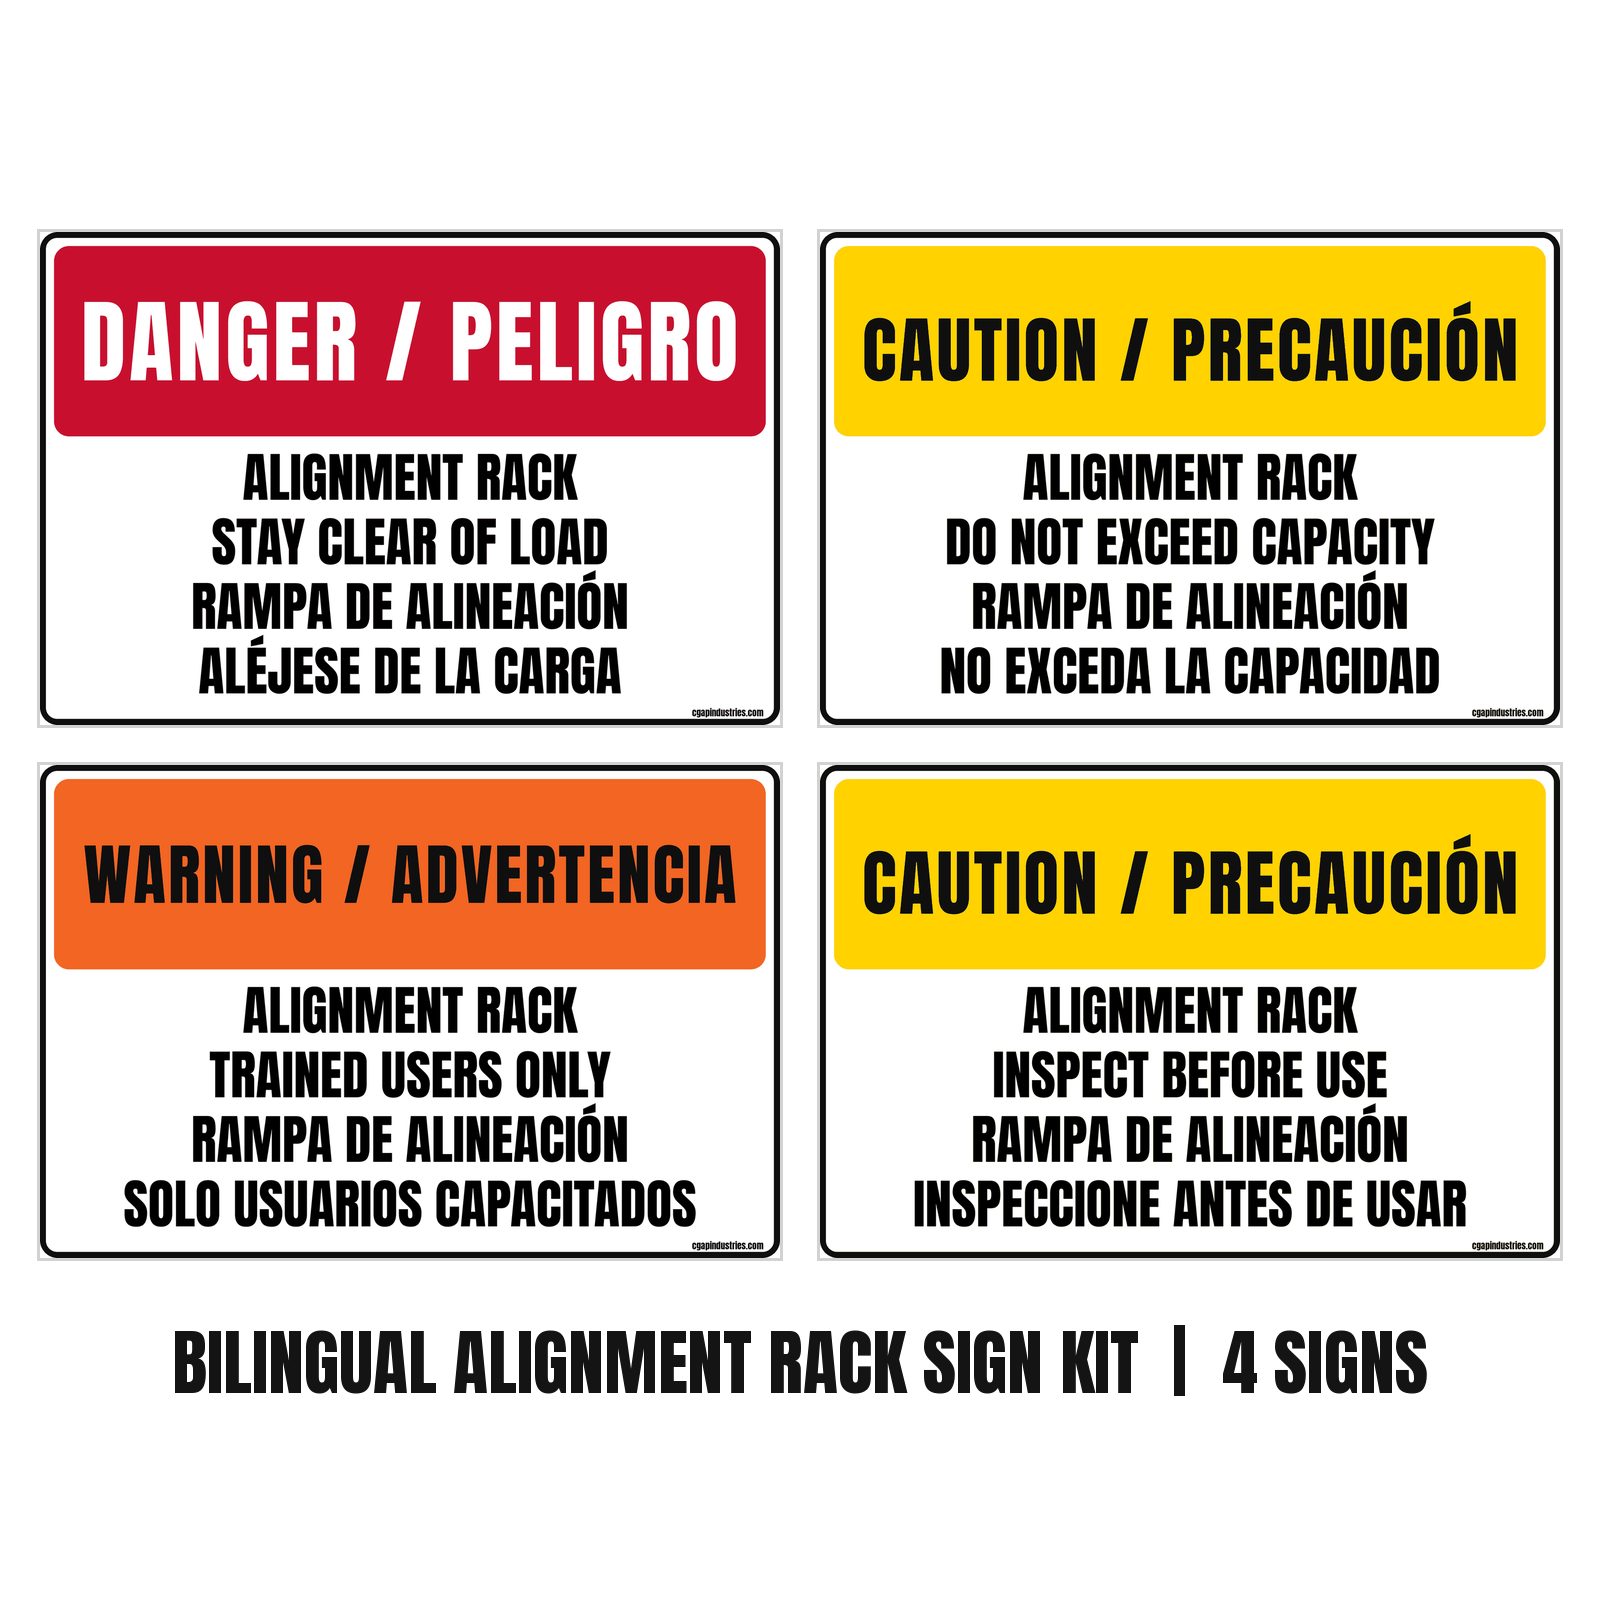 DANGER / PELIGRO
ALIGNMENT RACK
STAY CLEAR OF LOAD
RAMPA DE ALINEACIÓN
ALÉJESE DE LA CARGA
cgapindustries.com
CAUTION / PRECAUCIÓN
ALIGNMENT RACK
DO NOT EXCEED CAPACITY
RAMPA DE ALINEACIÓN
NO EXCEDA LA CAPACIDAD
cgapindustries.com
WARNING / ADVERTENCIA
ALIGNMENT RACK
TRAINED USERS ONLY
RAMPA DE ALINEACIÓN
SOLO USUARIOS CAPACITADOS
cgapindustries.com
CAUTION / PRECAUCIÓN
ALIGNMENT RACK
INSPECT BEFORE USE
RAMPA DE ALINEACIÓN
INSPECCIONE ANTES DE USAR
cgapindustries.com
BILINGUAL ALIGNMENT RACK SIGN KIT | 4 SIGNS